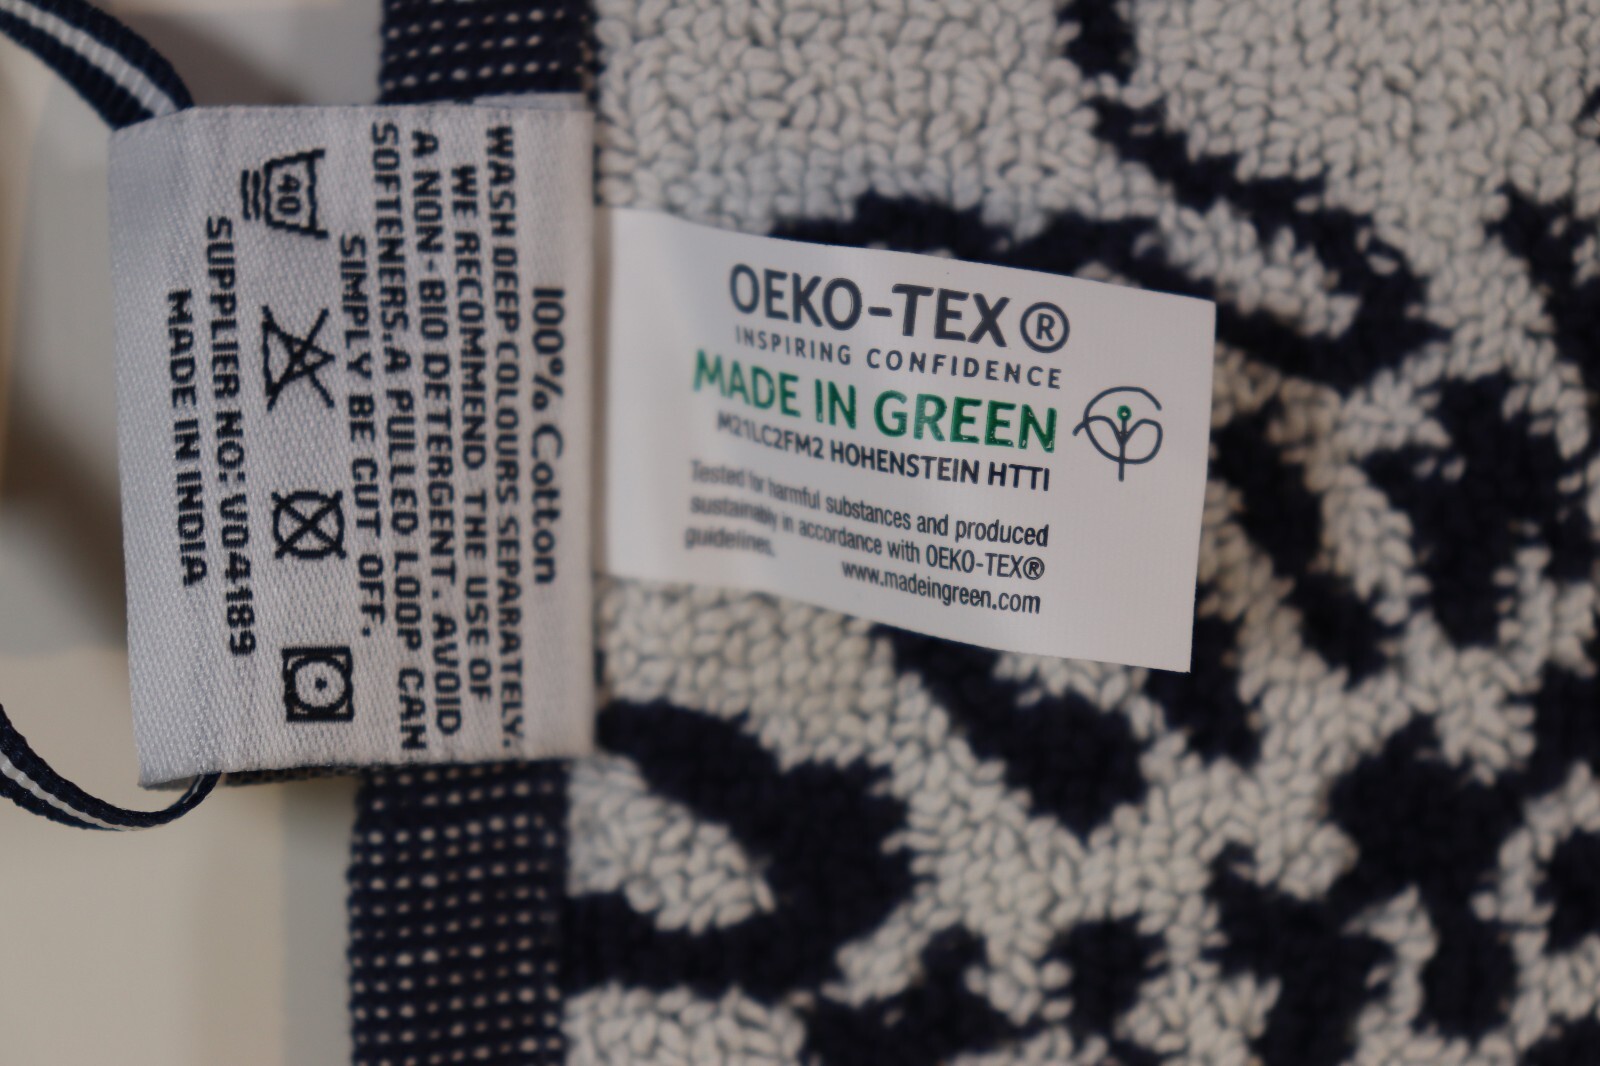 100% Cotton
WASH DEEP COLOURS SEPARATELY.
WE RECOMMEND THE USE OF
A NON-BIO DETERGENT. AVOID
SOFTENERS.A PULLED LOOP CAN
SIMPLY BE CUT OFF.
40
SUPPLIER NO: V04189
MADE IN INDIA
OEKO-TEX®
INSPIRING CONFIDENCE
MADE IN GREEN
M21LC2FM2 HOHENSTEIN HTTI
Tested for harmful substances and produced
sustainably in accordance with OEKO-TEX®
guidelines.
www.madeingreen.com